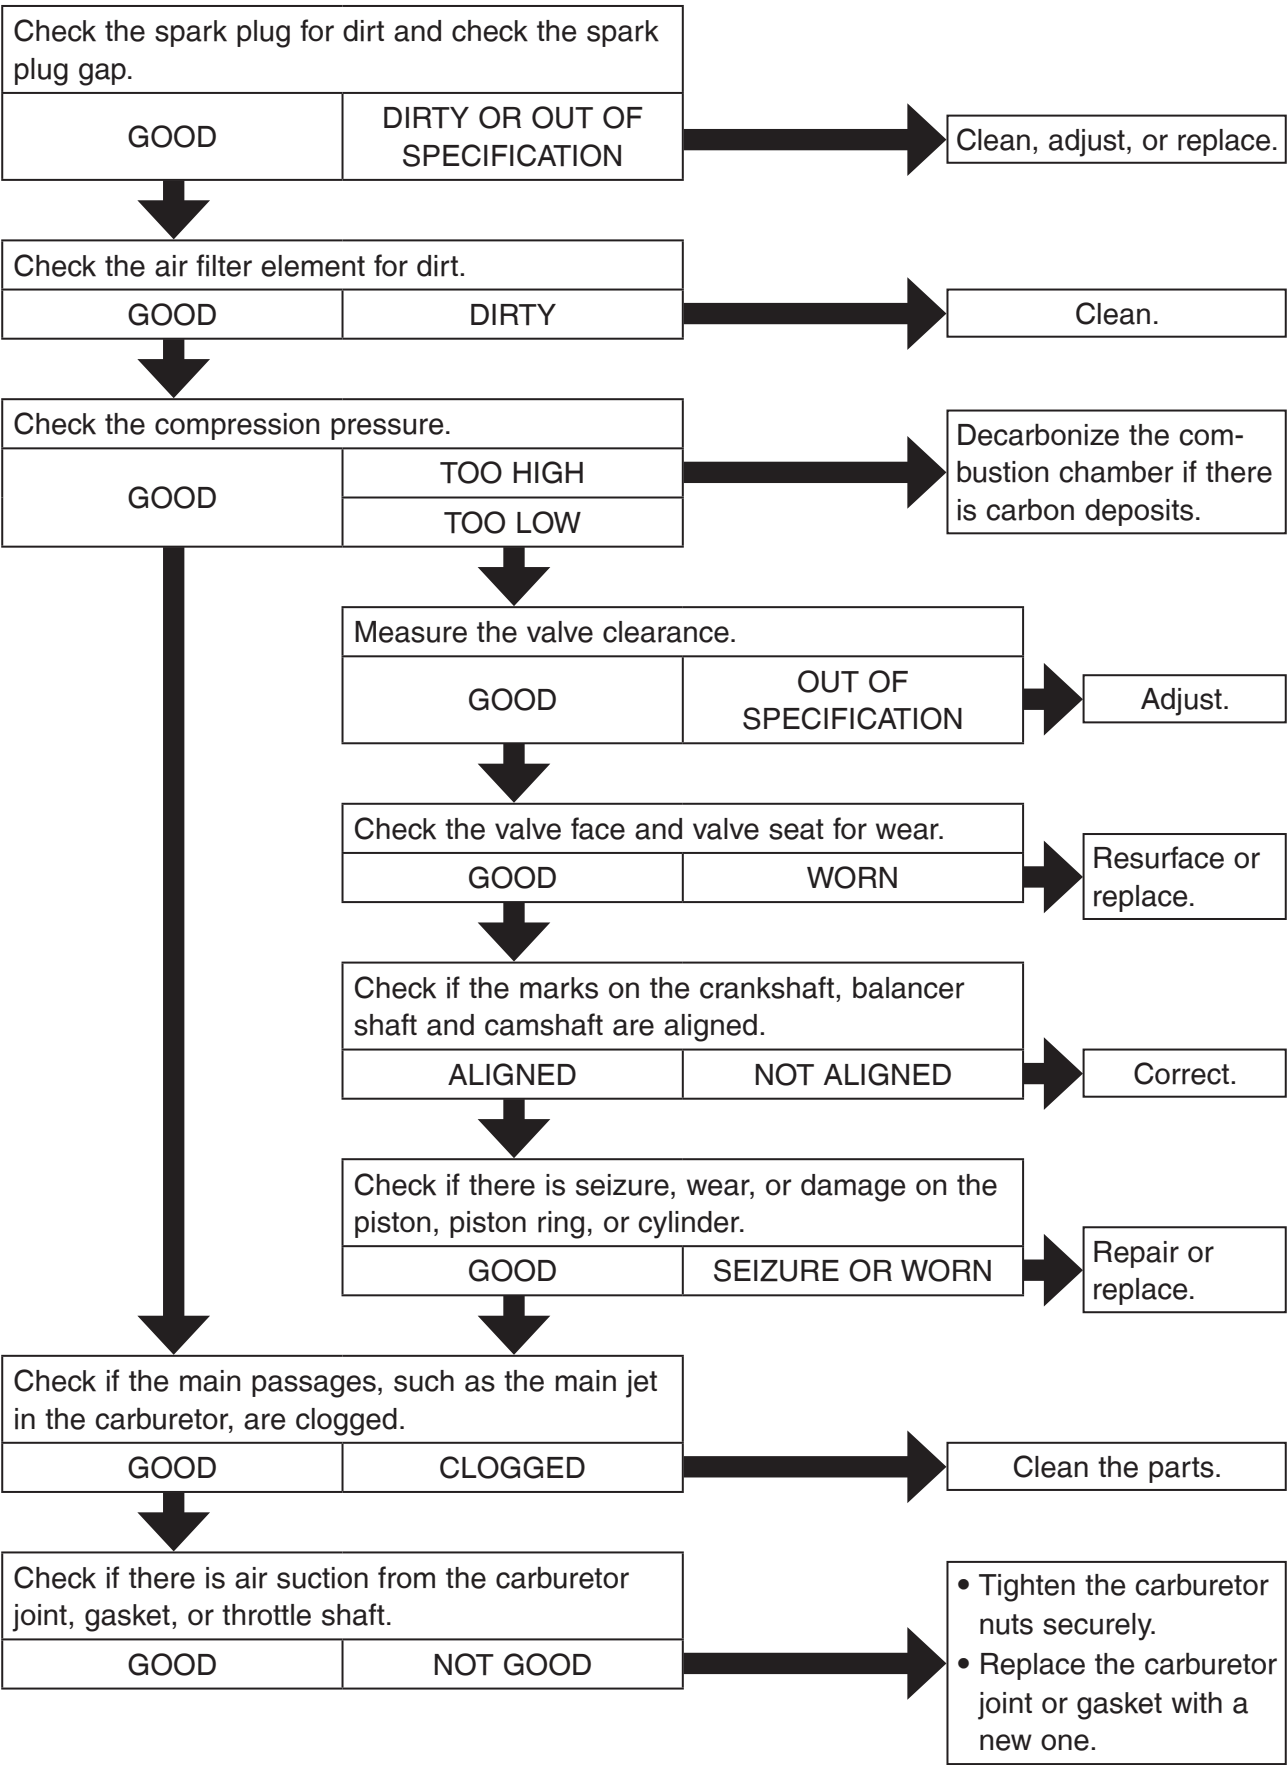 Check the spark plug for dirt and check the spark
plug gap.
GOOD
DIRTY OR OUT OF
SPECIFICATION
Clean, adjust, or replace.
Check the air filter element for dirt.
GOOD
DIRTY
Clean.
Check the compression pressure.
GOOD
TOO HIGH
TOO LOW
Decarbonize the com-
bustion chamber if there
is carbon deposits.
Measure the valve clearance.
GOOD
OUT OF
SPECIFICATION
Adjust.
Check the valve face and valve seat for wear.
GOOD
WORN
Resurface or
replace.
Check if the marks on the crankshaft, balancer
shaft and camshaft are aligned.
ALIGNED
NOT ALIGNED
Correct.
Check if there is seizure, wear, or damage on the
piston, piston ring, or cylinder.
GOOD
SEIZURE OR WORN
Repair or
replace.
Check if the main passages, such as the main jet
in the carburetor, are clogged.
GOOD
CLOGGED
Clean the parts.
Check if there is air suction from the carburetor
joint, gasket, or throttle shaft.
GOOD
NOT GOOD
• Tighten the carburetor
nuts securely.
• Replace the carburetor
joint or gasket with a
new one.